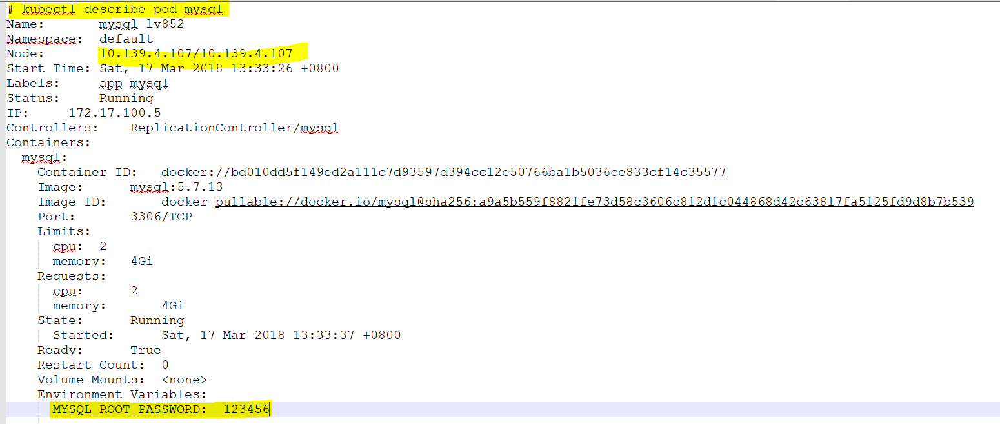 # kubectl describe pod mysql
Name: mysql-lv852
Namespace: default
Node: 10.139.4.107/10.139.4.107
Start Time: Sat, 17 Mar 2018 13:33:26 +0800
Labels: app=mysql
Status: Running
IP: 172.17.100.5
Controllers: ReplicationController/mysql
Containers:
mysql:
Container ID: docker://bd010dd5f149ed2a111c7d93597d394cc12e50766ba1b5036ce833cf14c35577
Image: mysql:5.7.13
Image ID: docker-pullable://docker.io/mysql@sha256:a9a5b559f8821fe73d58c3606c812d1c044868d42c63817fa5125fd9d8b7b539
Port: 3306/TCP
Limits:
cpu: 2
memory: 4Gi
Requests:
cpu: 2
memory: 4Gi
State: Running
Started: Sat, 17 Mar 2018 13:33:37 +0800
Ready: True
Restart Count: 0
Volume Mounts: <none>
Environment Variables:
MYSQL_ROOT_PASSWORD: 123456